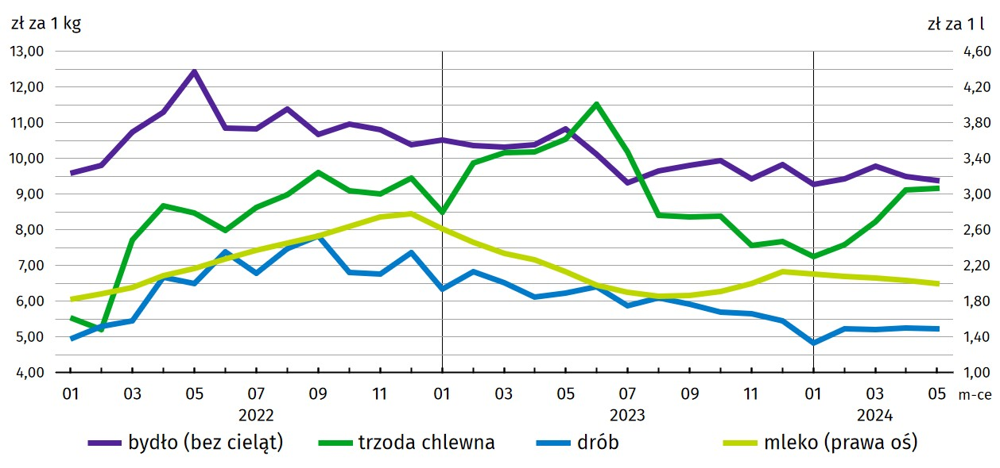 zł za 1 kg zł za 1 l
13,00 4,60
12,00 4,20
11,00 3,80
10,00 3,40
9,00 3,00
8,00 2,60
7,00 2,20
6,00 1,80
5,00 1,40
4,00 1,00
01 03 05 07 09 11 01 03 05 07 09 11 01 03 05 m-ce
2022 2023 2024
bydło (bez cieląt) trzoda chlewna drób mleko (prawa oś)